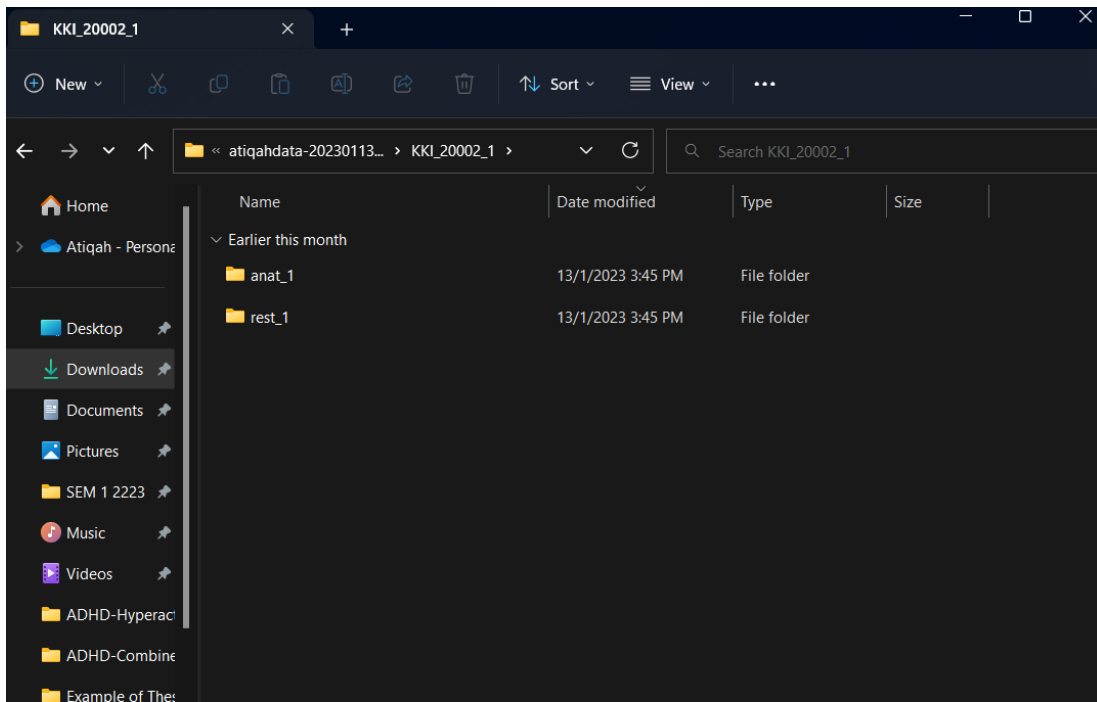 KKI_20002_1
New
Sort
View
« atiqahdata-20230113... > KKI_20002_1 >
Search KKI_20002_1
Home
Atiqah - Persona
Desktop
Downloads
Documents
Pictures
SEM 1 2223
Music
Videos
ADHD-Hyperact
ADHD-Combine
Example of Thes
Name Date modified Type Size
Earlier this month
anat_1 13/1/2023 3:45 PM File folder
rest_1 13/1/2023 3:45 PM File folder